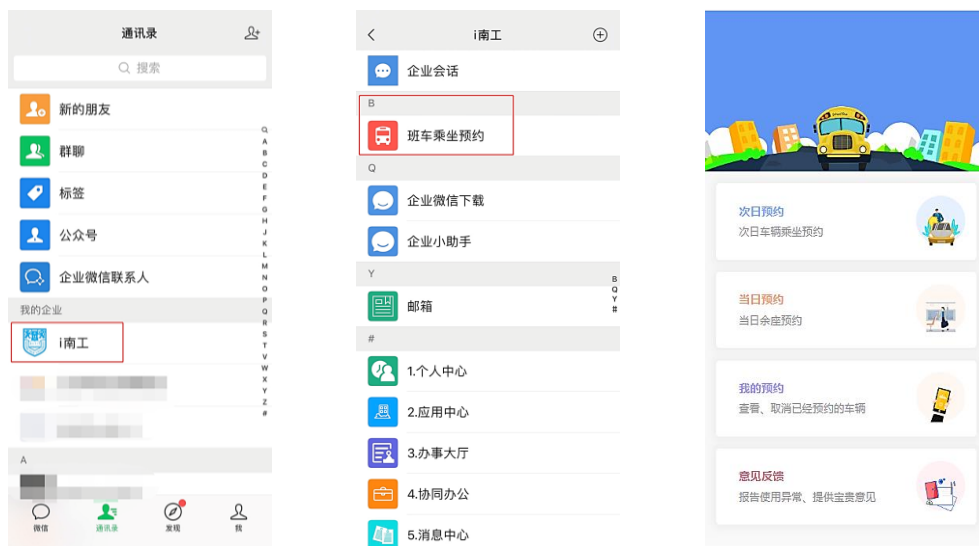 通讯录
搜索
新的朋友
群聊
标签
公众号
企业微信联系人
我的企业
i南工
A
微信
通讯录
发现
我
Q
A
B
C
D
E
F
G
H
J
K
L
M
N
O
P
Q
R
S
T
V
W
X
Y
Z
#
i南工
企业会话
B
班车乘坐预约
Q
企业微信下载
企业小助手
Y
邮箱
#
1.个人中心
2.应用中心
3.办事大厅
4.协同办公
5.消息中心
B
Q
Y
#
次日预约
次日车辆乘坐预约
当日预约
当日余座预约
我的预约
查看、取消已经预约的车辆
意见反馈
报告使用异常、提供宝贵意见